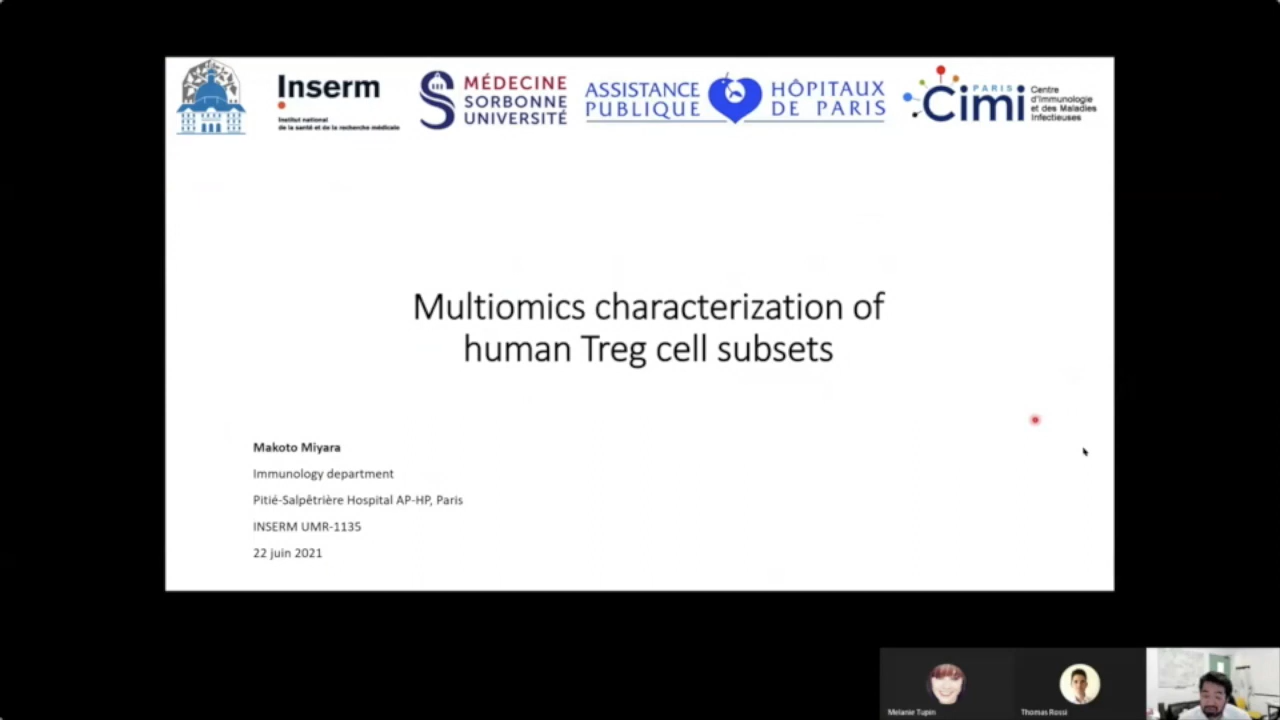 Inserm
Institut national
de la santé et de la recherche médicale
MÉDECINE
SORBONNE
UNIVERSITÉ
ASSISTANCE
PUBLIQUE
HÔPITAUX
DE PARIS
PARIS
Cimi
Centre
d'Immunologie
et des Maladies
Infectieuses
Multiomics characterization of
human Treg cell subsets
Makoto Miyara
Immunology department
Pitié-Salpêtrière Hospital AP-HP, Paris
INSERM UMR-1135
22 juin 2021
Melanie Tupin
Thomas Rossi